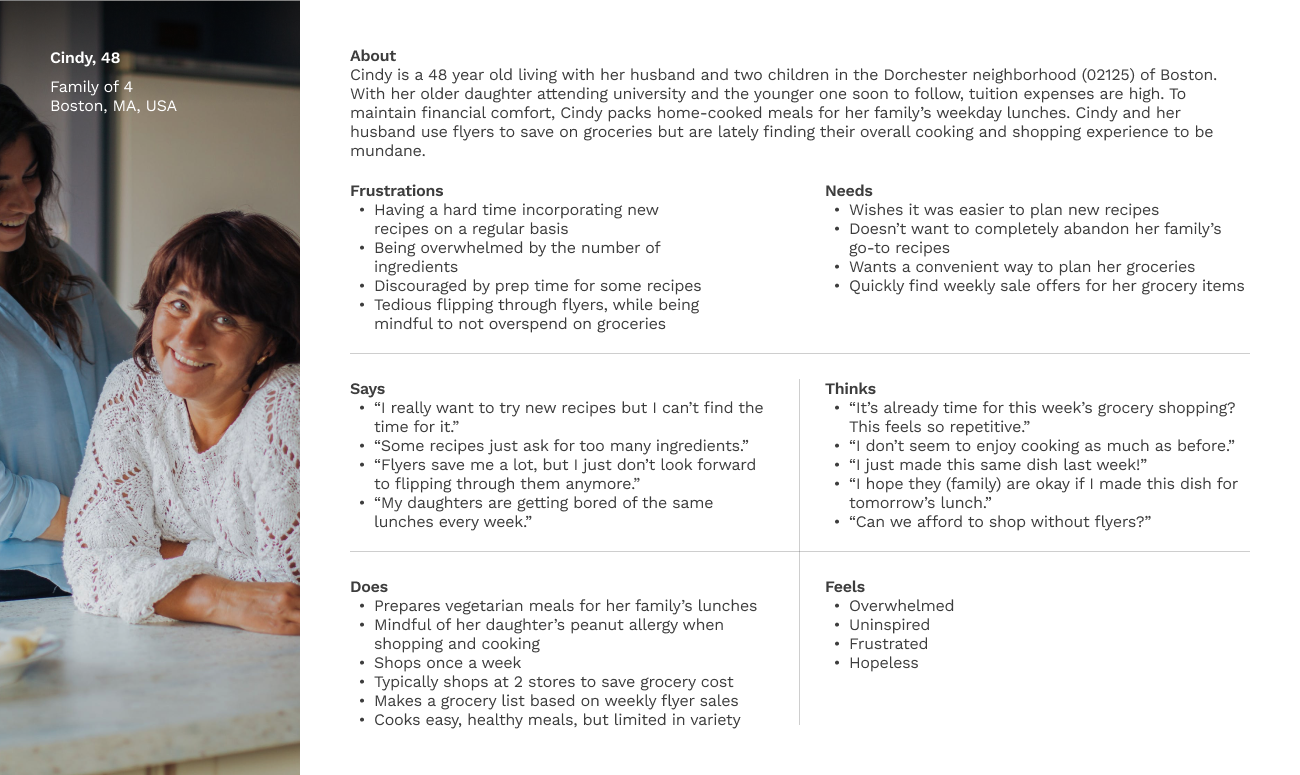 Cindy, 48
Family of 4
Boston, MA, USA
About
Cindy is a 48 year old living with her husband and two children in the Dorchester neighborhood (02125) of Boston.
With her older daughter attending university and the younger one soon to follow, tuition expenses are high. To
maintain financial comfort, Cindy packs home-cooked meals for her family’s weekday lunches. Cindy and her
husband use flyers to save on groceries but are lately finding their overall cooking and shopping experience to be
mundane.
Frustrations
• Having a hard time incorporating new
recipes on a regular basis
• Being overwhelmed by the number of
ingredients
• Discouraged by prep time for some recipes
• Tedious flipping through flyers, while being
mindful to not overspend on groceries
Needs
• Wishes it was easier to plan new recipes
• Doesn’t want to completely abandon her family’s
go-to recipes
• Wants a convenient way to plan her groceries
• Quickly find weekly sale offers for her grocery items
Says
• “I really want to try new recipes but I can’t find the
time for it.”
• “Some recipes just ask for too many ingredients.”
• “Flyers save me a lot, but I just don’t look forward
to flipping through them anymore.”
• “My daughters are getting bored of the same
lunches every week.”
Thinks
• “It’s already time for this week’s grocery shopping?
This feels so repetitive.”
• “I don’t seem to enjoy cooking as much as before.”
• “I just made this same dish last week!”
• “I hope they (family) are okay if I made this dish for
tomorrow’s lunch.”
• “Can we afford to shop without flyers?”
Does
• Prepares vegetarian meals for her family’s lunches
• Mindful of her daughter’s peanut allergy when
shopping and cooking
• Shops once a week
• Typically shops at 2 stores to save grocery cost
• Makes a grocery list based on weekly flyer sales
• Cooks easy, healthy meals, but limited in variety
Feels
• Overwhelmed
• Uninspired
• Frustrated
• Hopeless